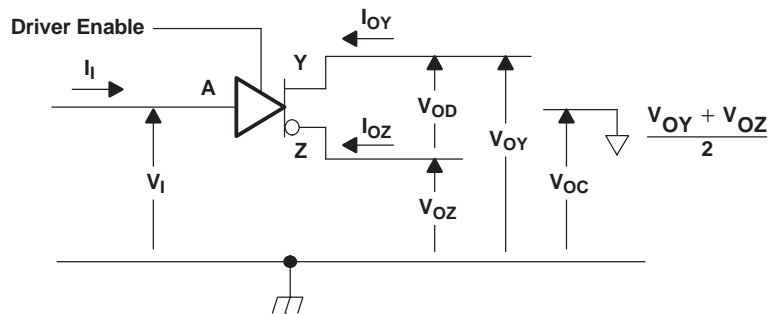 Driver Enable
I_OY
I_I
A
Y
V_OD
V_OY
V_OY + V_OZ
2
I_OZ
Z
V_I
V_OZ
V_OC